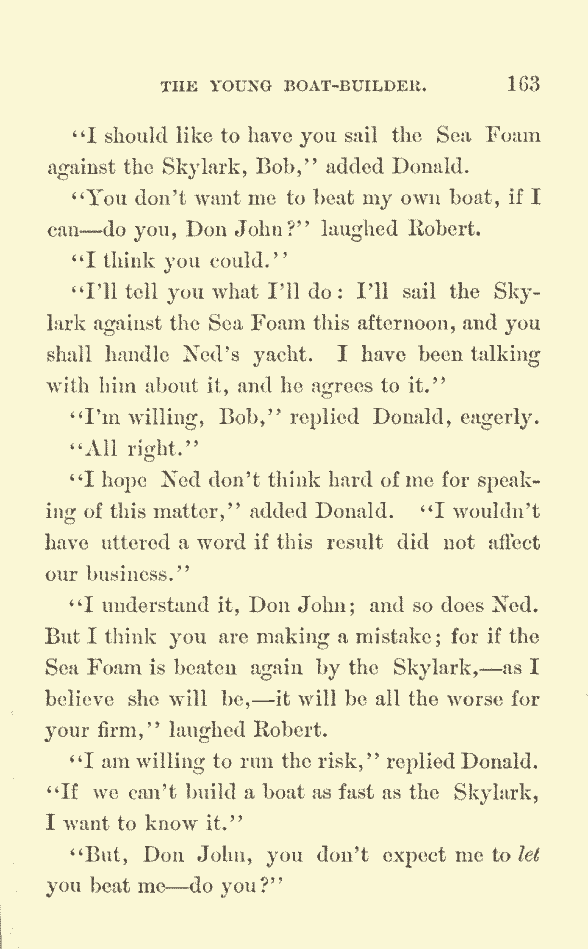 THE YOUNG BOAT-BUILDER. 163
“I should like to have you sail the Sea Foam
against the Skylark, Bob,” added Donald.
“You don’t want me to beat my own boat, if I
can—do you, Don John?” laughed Robert.
“I think you could.”
“I’ll tell you what I’ll do: I’ll sail the Sky-
lark against the Sea Foam this afternoon, and you
shall handle Ned’s yacht. I have been talking
with him about it, and he agrees to it.”
“I’m willing, Bob,” replied Donald, eagerly.
“All right.”
“I hope Ned don’t think hard of me for speak-
ing of this matter,” added Donald. “I wouldn’t
have uttered a word if this result did not affect
our business.”
“I understand it, Don John; and so does Ned.
But I think you are making a mistake; for if the
Sea Foam is beaten again by the Skylark,—as I
believe she will be,—it will be all the worse for
your firm,” laughed Robert.
“I am willing to run the risk,” replied Donald.
“If we can’t build a boat as fast as the Skylark,
I want to know it.”
“But, Don John, you don’t expect me to let
you beat me—do you?”